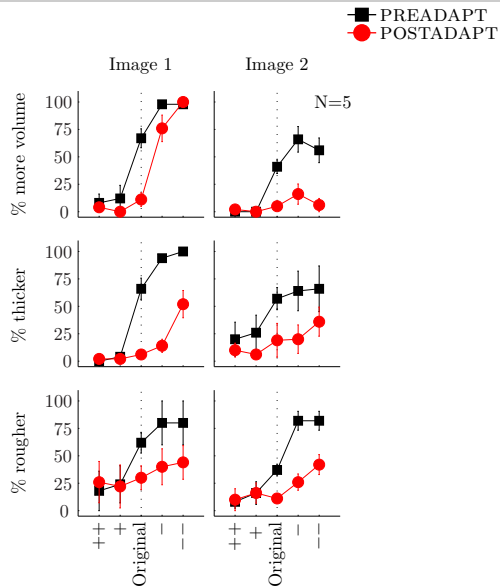 PREADAPT
POSTADAPT
Image 1 Image 2
N=5
% more volume
100
75
50
25
0
% thicker
100
75
50
25
0
% rougher
100
75
50
25
0
++ + Original − −− ++ + Original − −−